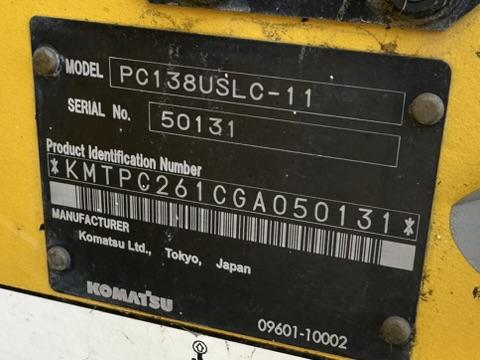 MODEL PC138USLC-11
SERIAL No. 50131
Product Identification Number
*KMTPC261CGA050131*
MANUFACTURER
Komatsu Ltd., Tokyo, Japan
KOMATSU
09601-10002